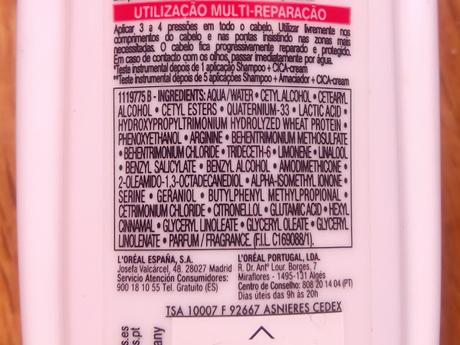 UTILIZAÇÃO MULTI-REPARAÇÃO
Aplicar 3 a 4 pressões em todo o cabelo. Utilizar livremente nos
comprimentos do cabelo e nas pontas insistindo nas zonas mais
necessitadas. O cabelo fica progressivamente reparado e protegido.
Em caso de contacto com os olhos, passar imediatamente por água.
*Teste instrumental depois de 1 aplicação Shampoo + CICA-cream
**Teste instrumental depois de 5 aplicações Shampoo + Amaciador + CICA-cream
1119775 B • INGREDIENTS: AQUA / WATER • CETYL ALCOHOL • CETEARYL
ALCOHOL • CETYL ESTERS • QUATERNIUM-33 • LACTIC ACID •
HYDROXYPROPYLTRIMONIUM HYDROLYZED WHEAT PROTEIN •
PHENOXYETHANOL • ARGININE • BEHENTRIMONIUM METHOSULFATE
• BEHENTRIMONIUM CHLORIDE • TRIDECETH-6 • LIMONENE • LINALOOL
• BENZYL SALICYLATE • BENZYL ALCOHOL • AMODIMETHICONE •
2-OLEAMIDO-1,3-OCTADECANEDIOL • ALPHA-ISOMETHYL IONONE •
SERINE • GERANIOL • BUTYLPHENYL METHYLPROPIONAL •
CETRIMONIUM CHLORIDE • CITRONELLOL • GLUTAMIC ACID • HEXYL
CINNAMAL • GLYCERYL LINOLEATE • GLYCERYL OLEATE • GLYCERYL
LINOLENATE • PARFUM / FRAGRANCE. (F.I.L. C169088/1).
L'ORÉAL ESPAÑA, S.A.
Josefa Valcárcel, 48. 28027 Madrid
Servicio Atención Consumidores:
900 18 10 55 Tel. Gratuito (ES)
L'ORÉAL PORTUGAL, LDA.
R. Dr. Antº Lour. Borges, 7
Miraflores - 1495-131 Algés
Centro de Conselho: 808 20 14 04 (PT)
Dias úteis das 9h às 20h
TSA 10007 F 92667 ASNIERES CEDEX
s.es
s.pt
any